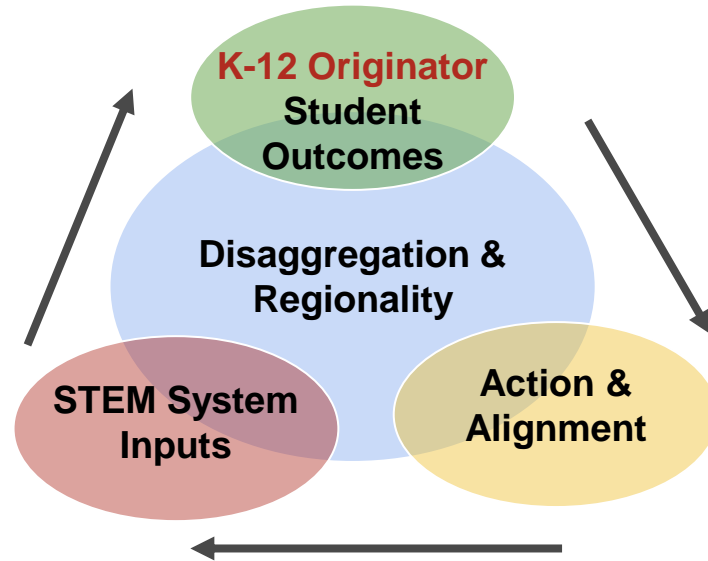 K-12 Originator
Student
Outcomes
Disaggregation &
Regionality
STEM System
Inputs
Action &
Alignment